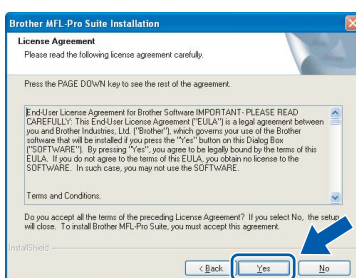 Brother MFL-Pro Suite Installation
License Agreement
Please read the following license agreement carefully.
Press the PAGE DOWN key to see the rest of the agreement.
End-User License Agreement for Brother Software IMPORTANT- PLEASE READ
CAREFULLY: This End-User License Agreement ("EULA") is a legal agreement between
you and Brother Industries, Ltd. ("Brother"), which governs your use of the Brother
software that will be installed if you press the "Yes" button on this Dialog Box
("SOFTWARE"). By pressing "Yes", you agree to be legally bound by the terms of this
EULA. If you do not agree to the terms of this EULA, you obtain no license to the
SOFTWARE. In such case, you may not use the SOFTWARE.
Terms and Conditions.
Do you accept all the terms of the preceding License Agreement? If you select No, the setup
will close. To install Brother MFL-Pro Suite, you must accept this agreement.
InstallShield
< Back
Yes
No